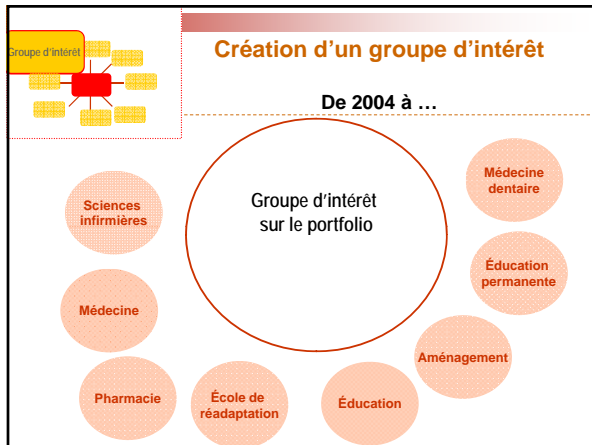 Groupe d'intérêt
Création d'un groupe d'intérêt
De 2004 à ...
Groupe d'intérêt
sur le portfolio
Médecine
dentaire
Sciences
infirmières
Éducation
permanente
Médecine
Aménagement
Pharmacie
École de
réadaptation
Éducation